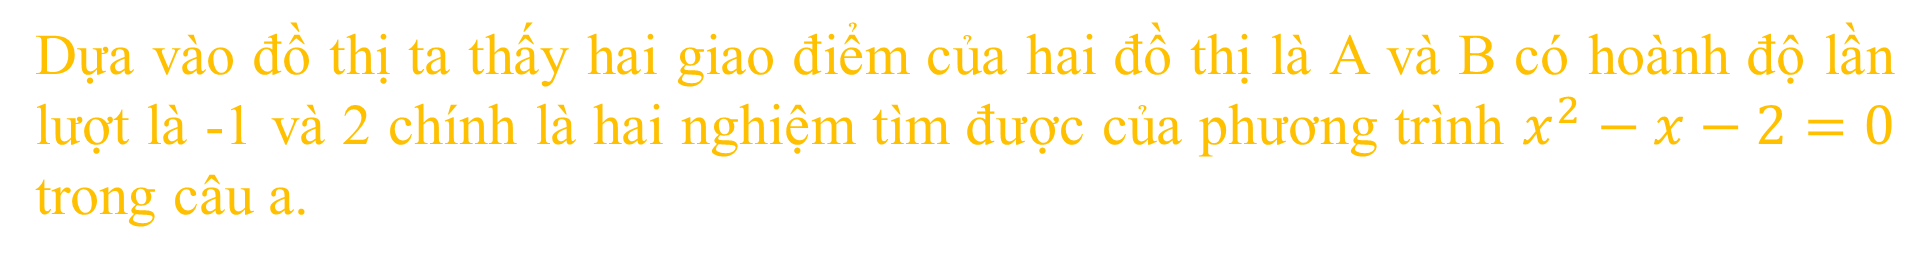 Dựa vào đồ thị ta thấy hai giao điểm của hai đồ thị là A và B có hoành độ lần
lượt là -1 và 2 chính là hai nghiệm tìm được của phương trình x² − x − 2 = 0
trong câu a.